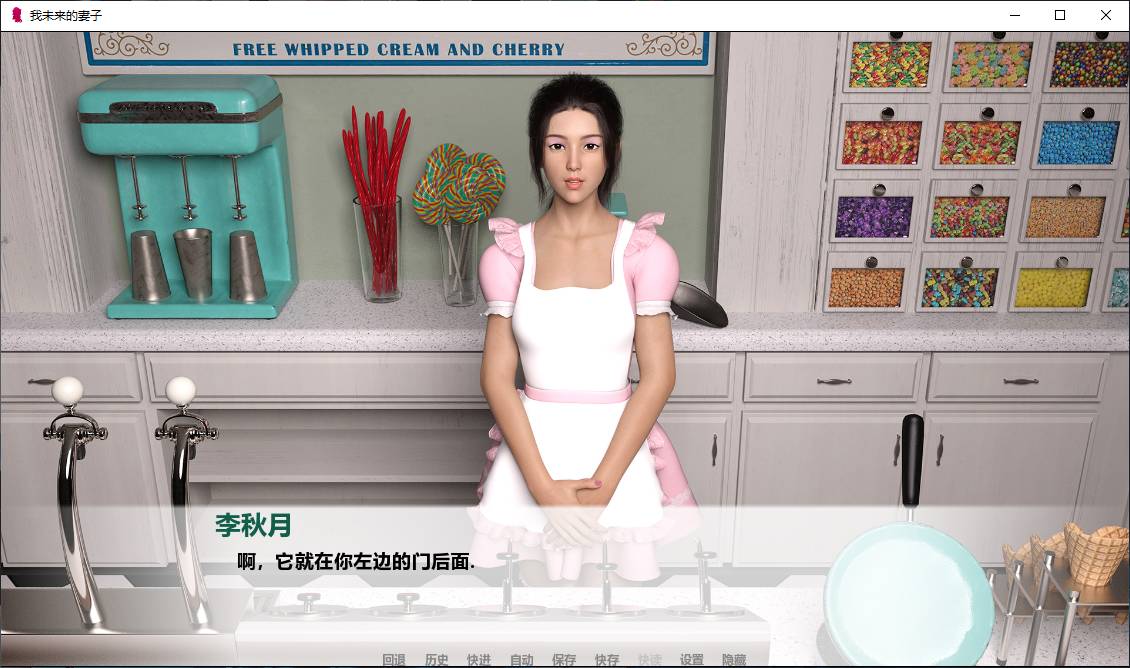 我未来的妻子
FREE WHIPPED CREAM AND CHERRY
李秋月
啊，它就在你左边的门后面.
回退 历史 快进 自动 保存 快存 快读 设置 隐藏